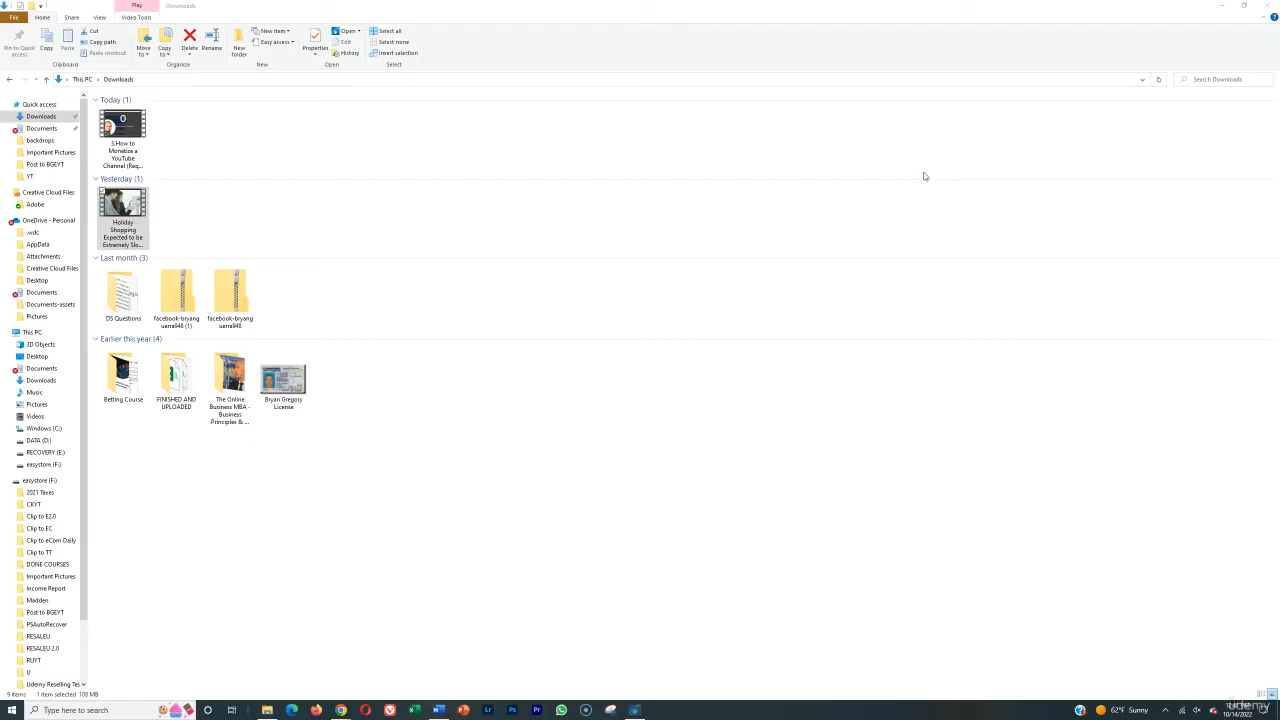 Play
Downloads
File
Home
Share
View
Video Tools
Pin to Quick access
Copy
Paste
Cut
Copy path
Paste shortcut
Clipboard
Move to
Copy to
Delete
Rename
Organize
New folder
New item
Easy access
New
Properties
Open
Edit
History
Open
Select all
Select none
Invert selection
Select
This PC > Downloads
Search Downloads
Quick access
Downloads
Documents
backdrops
Important Pictures
Post to BGEYT
YT
Creative Cloud Files
Adobe
OneDrive - Personal
.wdc
AppData
Attachments
Creative Cloud Files
Desktop
Documents
Documents-assets
Pictures
This PC
3D Objects
Desktop
Documents
Downloads
Music
Pictures
Videos
Windows (C:)
DATA (D:)
RECOVERY (E:)
easystore (F:)
easystore (F:)
2021 Taxes
CKYT
Clip to E2.0
Clip to EC
Clip to eCom Daily
Clip to TT
DONE COURSES
Important Pictures
Income Report
Madden
Post to BGEYT
PSAutoRecover
RESALEU
RESALEU 2.0
RUYT
U
Udemy Reselling Tes
Today (1)
3.How to
Monetize a
YouTube
Channel (Req...
Yesterday (1)
Holiday
Shopping
Expected to be
Extremely Slo...
Last month (3)
DS Questions
facebook-bryang
uerra948 (1)
facebook-bryang
uerra948
Earlier this year (4)
Betting Course
FINISHED AND
UPLOADED
The Online
Business MBA -
Business
Principles & ...
Bryan Gregory
License
9 items
1 item selected 108 MB
Type here to search
62°F Sunny
10/14/2022
Udemy